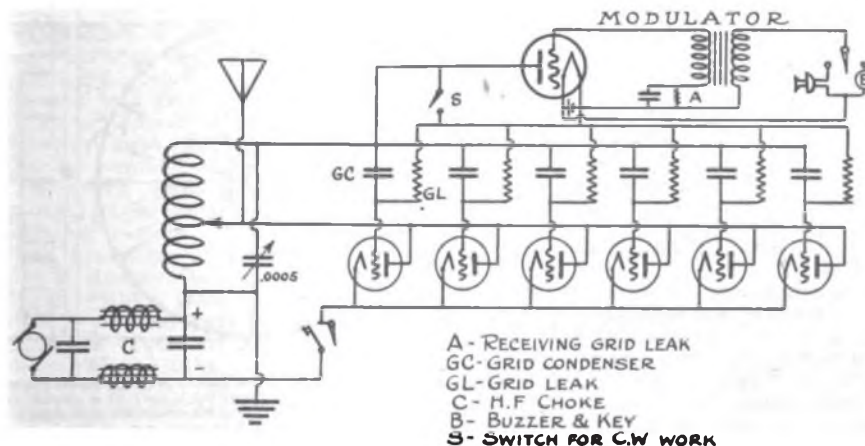 MODULATOR
S
A
B
GC
GL
.0005
+
C
-
A - RECEIVING GRID LEAK
GC - GRID CONDENSER
GL - GRID LEAK
C - H.F CHOKE
B - BUZZER & KEY
S - SWITCH FOR C.W WORK